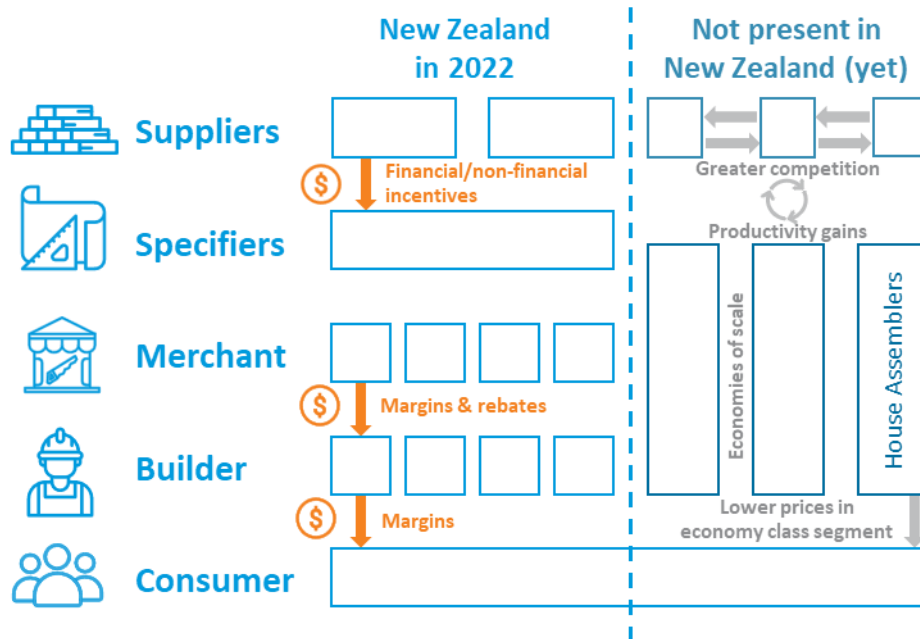 New Zealand
in 2022
Not present in
New Zealand (yet)
Suppliers
$
Financial/non-financial
incentives
Greater competition
Specifiers
Productivity gains
Merchant
$
Margins & rebates
Economies of scale
House Assemblers
Builder
$
Margins
Lower prices in
economy class segment
Consumer